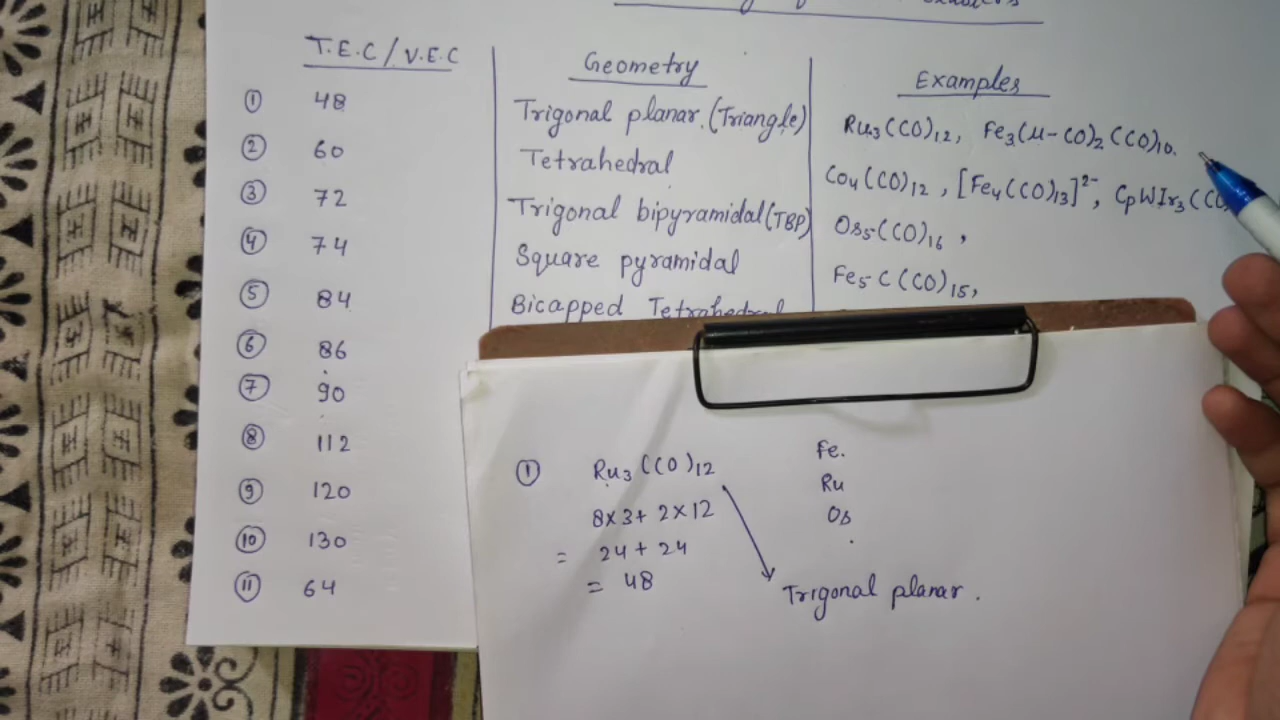 T.E.C / V.E.C
Geometry
Examples
① 48 Trigonal planar. (Triangle) Ru₃(CO)₁₂, Fe₃(μ-CO)₂(CO)₁₀.
② 60 Tetrahedral Co₄(CO)₁₂, [Fe₄(CO)₁₃]²⁻, CpWIr₃(CO
③ 72 Trigonal bipyramidal (TBP) Os₅(CO)₁₆,
④ 74 Square pyramidal Fe₅C(CO)₁₅,
⑤ 84 Bicapped Tetrahedral
⑥ 86
⑦ 90
⑧ 112
⑨ 120
⑩ 130
⑪ 64
① Ru₃(CO)₁₂
8×3+ 2×12
= 24 + 24
= 48
Trigonal planar.
Fe.
Ru
Os